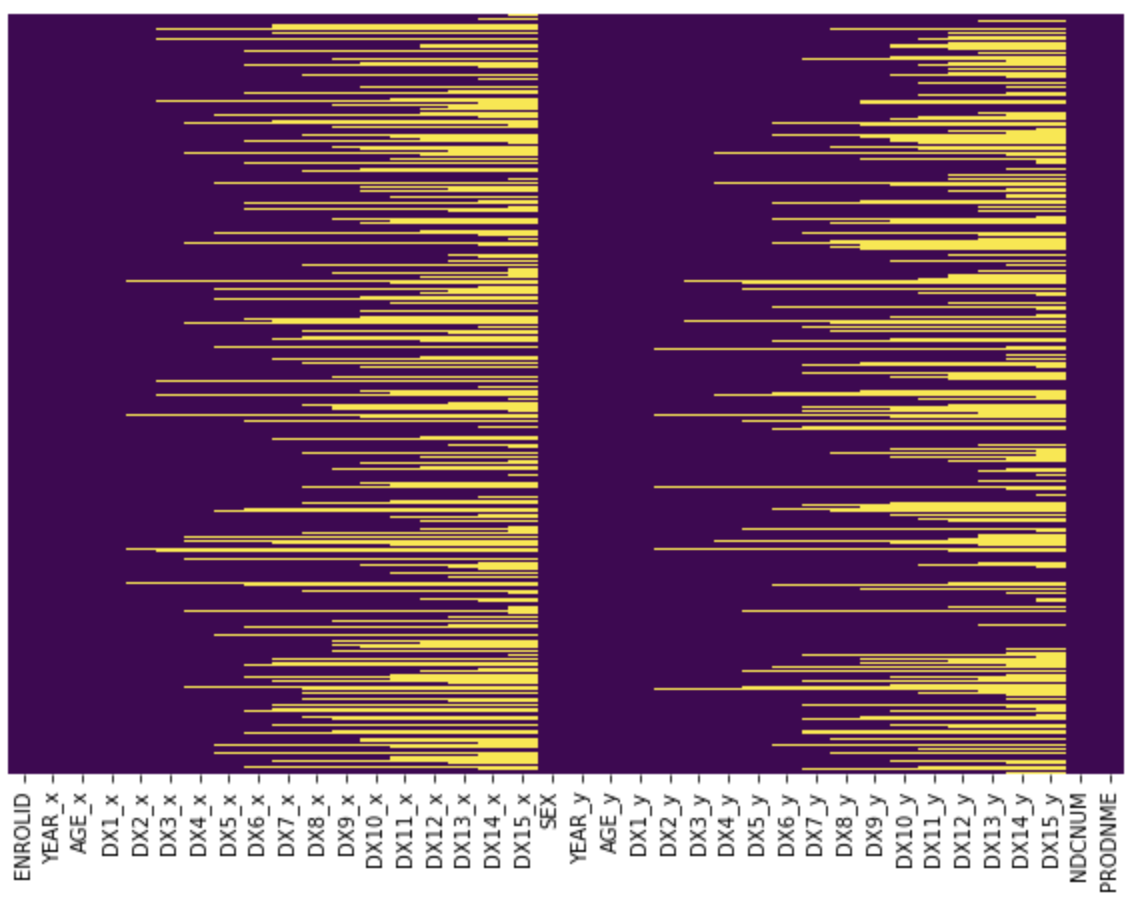 ENROLID
YEAR_x
AGE_x
DX1_x
DX2_x
DX3_x
DX4_x
DX5_x
DX6_x
DX7_x
DX8_x
DX9_x
DX10_x
DX11_x
DX12_x
DX13_x
DX14_x
DX15_x
SEX
YEAR_y
AGE_y
DX1_y
DX2_y
DX3_y
DX4_y
DX5_y
DX6_y
DX7_y
DX8_y
DX9_y
DX10_y
DX11_y
DX12_y
DX13_y
DX14_y
DX15_y
NDCNUM
PRODNME